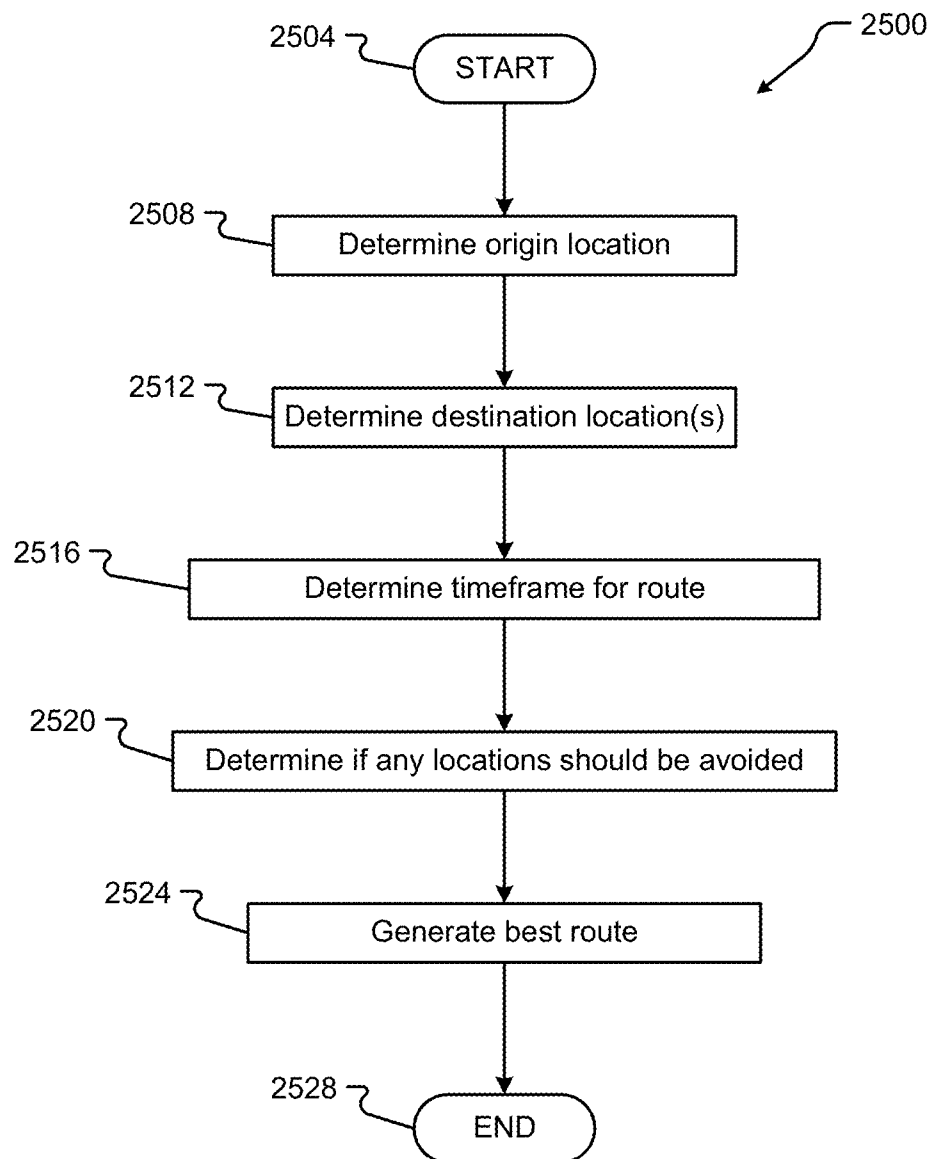 2500
2504
START
2508
Determine origin location
2512
Determine destination location(s)
2516
Determine timeframe for route
2520
Determine if any locations should be avoided
2524
Generate best route
2528
END